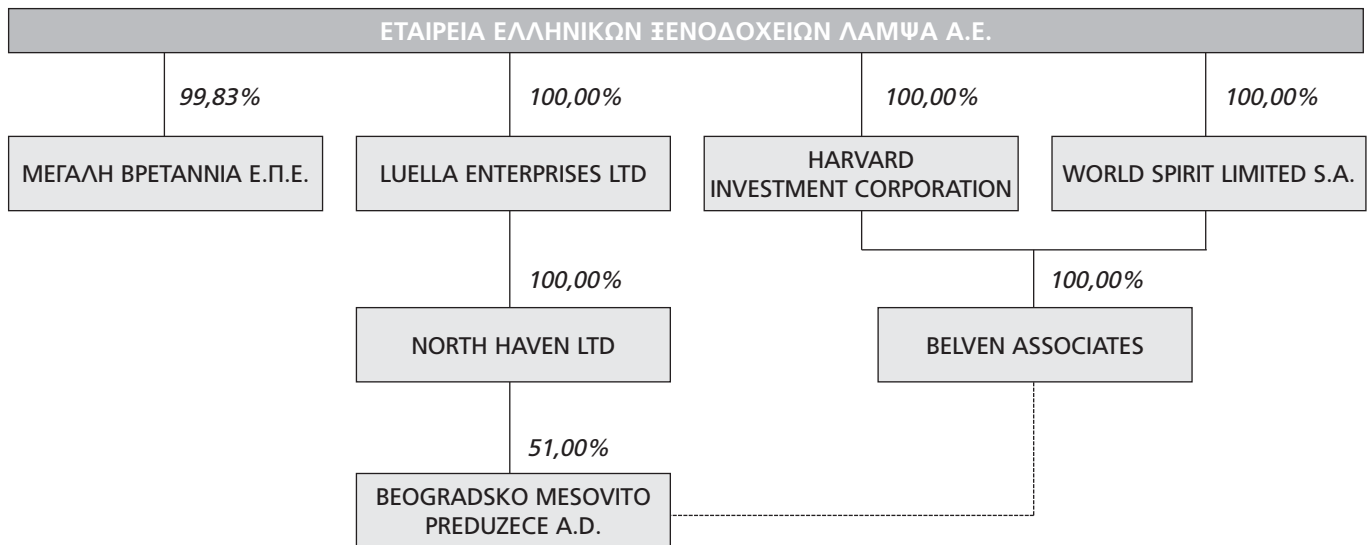 ΕΤΑΙΡΕΙΑ ΕΛΛΗΝΙΚΩΝ ΞΕΝΟΔΟΧΕΙΩΝ ΛΑΜΨΑ Α.Ε.
99,83%
100,00%
100,00%
100,00%
ΜΕΓΑΛΗ ΒΡΕΤΑΝΝΙΑ Ε.Π.Ε.
LUELLA ENTERPRISES LTD
HARVARD
INVESTMENT CORPORATION
WORLD SPIRIT LIMITED S.A.
100,00%
100,00%
NORTH HAVEN LTD
BELVEN ASSOCIATES
51,00%
BEOGRADSKO MESOVITO
PREDUZECE A.D.